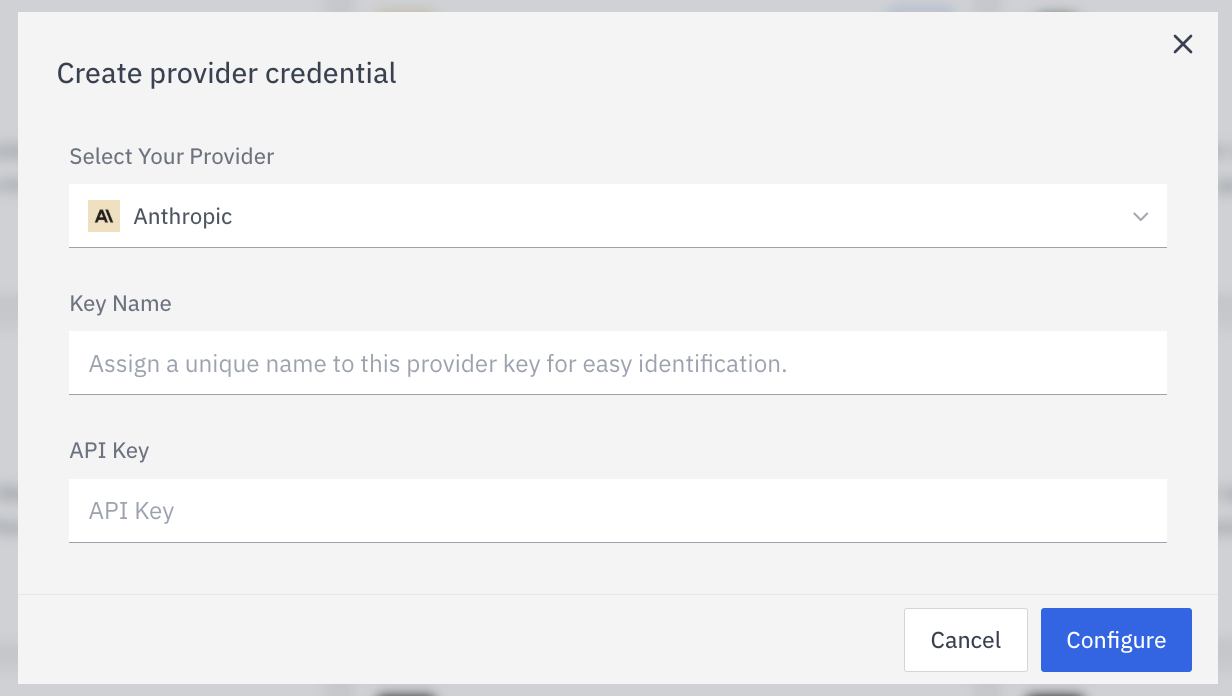 Create provider credential
Select Your Provider
A\ Anthropic
Key Name
Assign a unique name to this provider key for easy identification.
API Key
API Key
Cancel
Configure